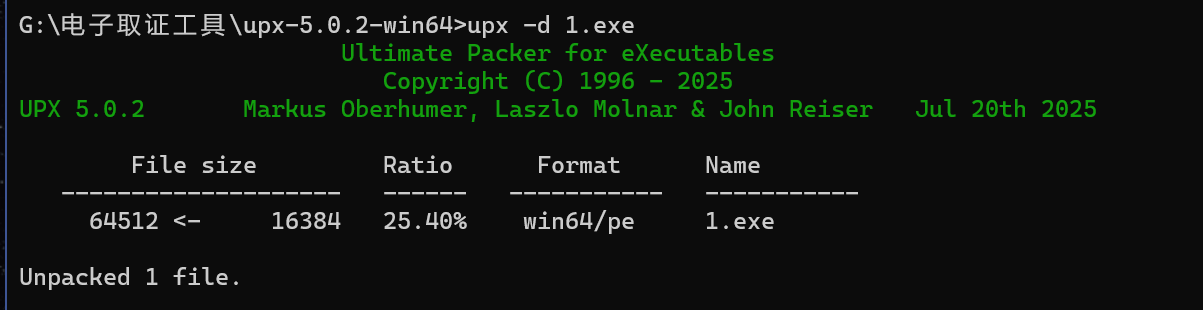 G:\电子取证工具\upx-5.0.2-win64>upx -d 1.exe
Ultimate Packer for eXecutables
Copyright (C) 1996 - 2025
UPX 5.0.2       Markus Oberhumer, Laszlo Molnar & John Reiser   Jul 20th 2025
File size         Ratio      Format      Name
--------------------   ------   -----------   -----------
64512 <-     16384   25.40%    win64/pe     1.exe
Unpacked 1 file.